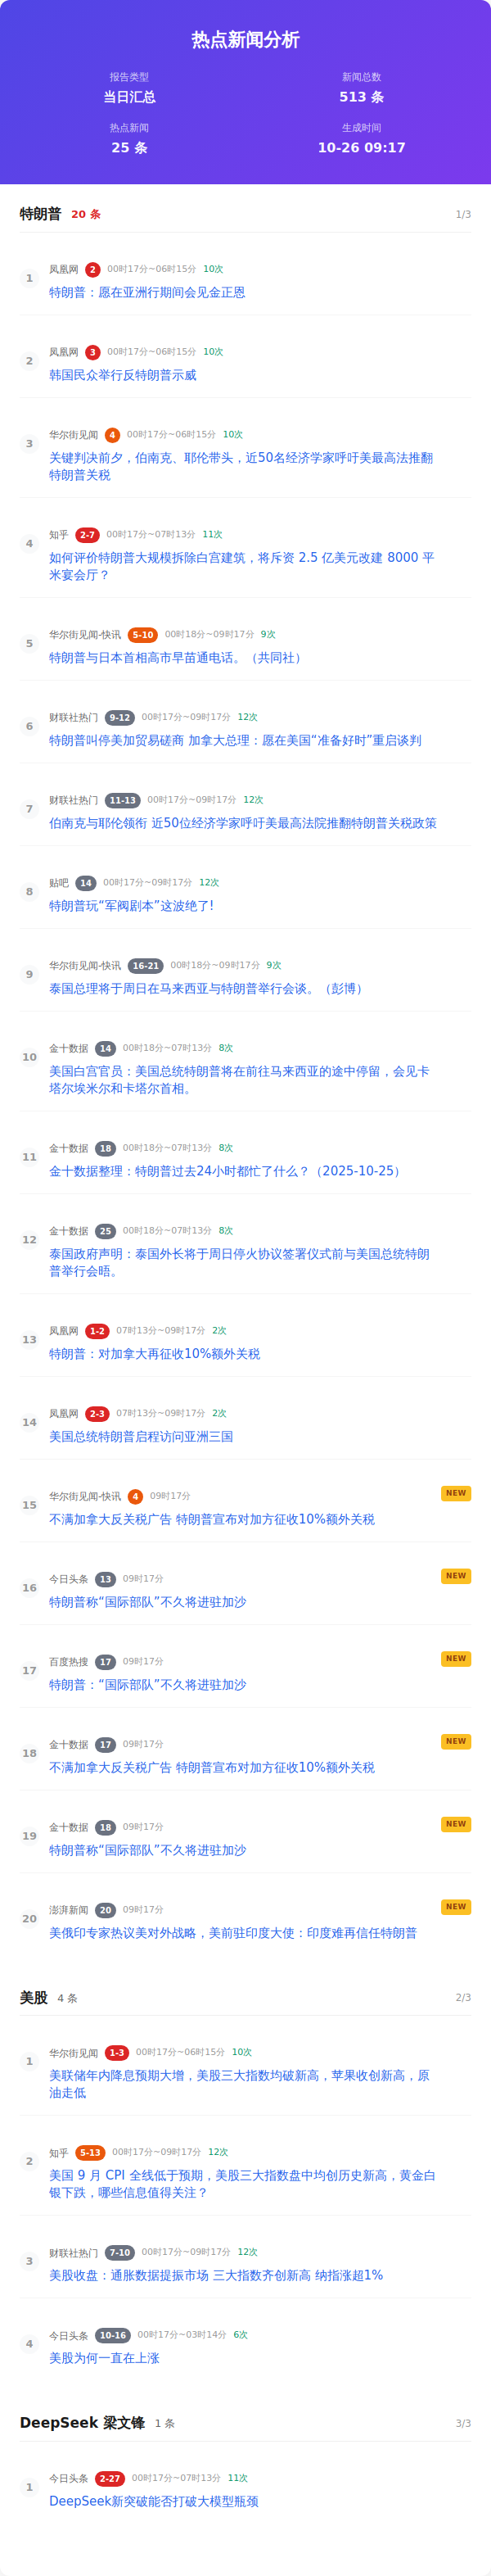 热点新闻分析
报告类型
新闻总数
当日汇总
513 条
热点新闻
生成时间
25 条
10-26 09:17
特朗普 20 条 1/3
1
凤凰网 2 00时17分~06时15分 10次
特朗普：愿在亚洲行期间会见金正恩
2
凤凰网 3 00时17分~06时15分 10次
韩国民众举行反特朗普示威
3
华尔街见闻 4 00时17分~06时15分 10次
关键判决前夕，伯南克、耶伦带头，近50名经济学家呼吁美最高法推翻
特朗普关税
4
知乎 2-7 00时17分~07时13分 11次
如何评价特朗普大规模拆除白宫建筑，将斥资 2.5 亿美元改建 8000 平
米宴会厅？
5
华尔街见闻-快讯 5-10 00时18分~09时17分 9次
特朗普与日本首相高市早苗通电话。（共同社）
6
财联社热门 9-12 00时17分~09时17分 12次
特朗普叫停美加贸易磋商 加拿大总理：愿在美国“准备好时”重启谈判
7
财联社热门 11-13 00时17分~09时17分 12次
伯南克与耶伦领衔 近50位经济学家呼吁美最高法院推翻特朗普关税政策
8
贴吧 14 00时17分~09时17分 12次
特朗普玩“军阀剧本”这波绝了!
9
华尔街见闻-快讯 16-21 00时18分~09时17分 9次
泰国总理将于周日在马来西亚与特朗普举行会谈。（彭博）
10
金十数据 14 00时18分~07时13分 8次
美国白宫官员：美国总统特朗普将在前往马来西亚的途中停留，会见卡
塔尔埃米尔和卡塔尔首相。
11
金十数据 18 00时18分~07时13分 8次
金十数据整理：特朗普过去24小时都忙了什么？（2025-10-25）
12
金十数据 25 00时18分~07时13分 8次
泰国政府声明：泰国外长将于周日停火协议签署仪式前与美国总统特朗
普举行会晤。
13
凤凰网 1-2 07时13分~09时17分 2次
特朗普：对加拿大再征收10%额外关税
14
凤凰网 2-3 07时13分~09时17分 2次
美国总统特朗普启程访问亚洲三国
15
华尔街见闻-快讯 4 09时17分 NEW
不满加拿大反关税广告 特朗普宣布对加方征收10%额外关税
16
今日头条 13 09时17分 NEW
特朗普称“国际部队”不久将进驻加沙
17
百度热搜 17 09时17分 NEW
特朗普：“国际部队”不久将进驻加沙
18
金十数据 17 09时17分 NEW
不满加拿大反关税广告 特朗普宣布对加方征收10%额外关税
19
金十数据 18 09时17分 NEW
特朗普称“国际部队”不久将进驻加沙
20
澎湃新闻 20 09时17分 NEW
美俄印专家热议美对外战略，美前驻印度大使：印度难再信任特朗普
美股 4 条 2/3
1
华尔街见闻 1-3 00时17分~06时15分 10次
美联储年内降息预期大增，美股三大指数均破新高，苹果收创新高，原
油走低
2
知乎 5-13 00时17分~09时17分 12次
美国 9 月 CPI 全线低于预期，美股三大指数盘中均创历史新高，黄金白
银下跌，哪些信息值得关注？
3
财联社热门 7-10 00时17分~09时17分 12次
美股收盘：通胀数据提振市场 三大指数齐创新高 纳指涨超1%
4
今日头条 10-16 00时17分~03时14分 6次
美股为何一直在上涨
DeepSeek 梁文锋 1 条 3/3
1
今日头条 2-27 00时17分~07时13分 11次
DeepSeek新突破能否打破大模型瓶颈